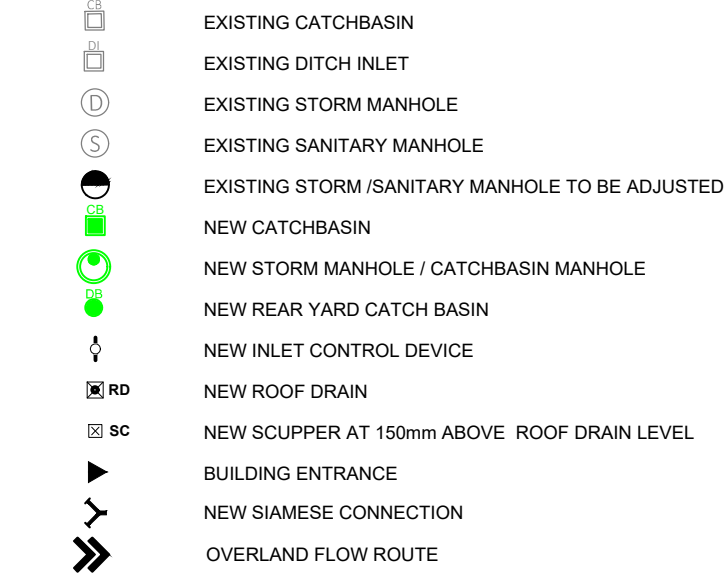 CB EXISTING CATCHBASIN
DI EXISTING DITCH INLET
D EXISTING STORM MANHOLE
S EXISTING SANITARY MANHOLE
EXISTING STORM /SANITARY MANHOLE TO BE ADJUSTED
CB NEW CATCHBASIN
NEW STORM MANHOLE / CATCHBASIN MANHOLE
DB NEW REAR YARD CATCH BASIN
NEW INLET CONTROL DEVICE
RD NEW ROOF DRAIN
SC NEW SCUPPER AT 150mm ABOVE ROOF DRAIN LEVEL
BUILDING ENTRANCE
NEW SIAMESE CONNECTION
OVERLAND FLOW ROUTE